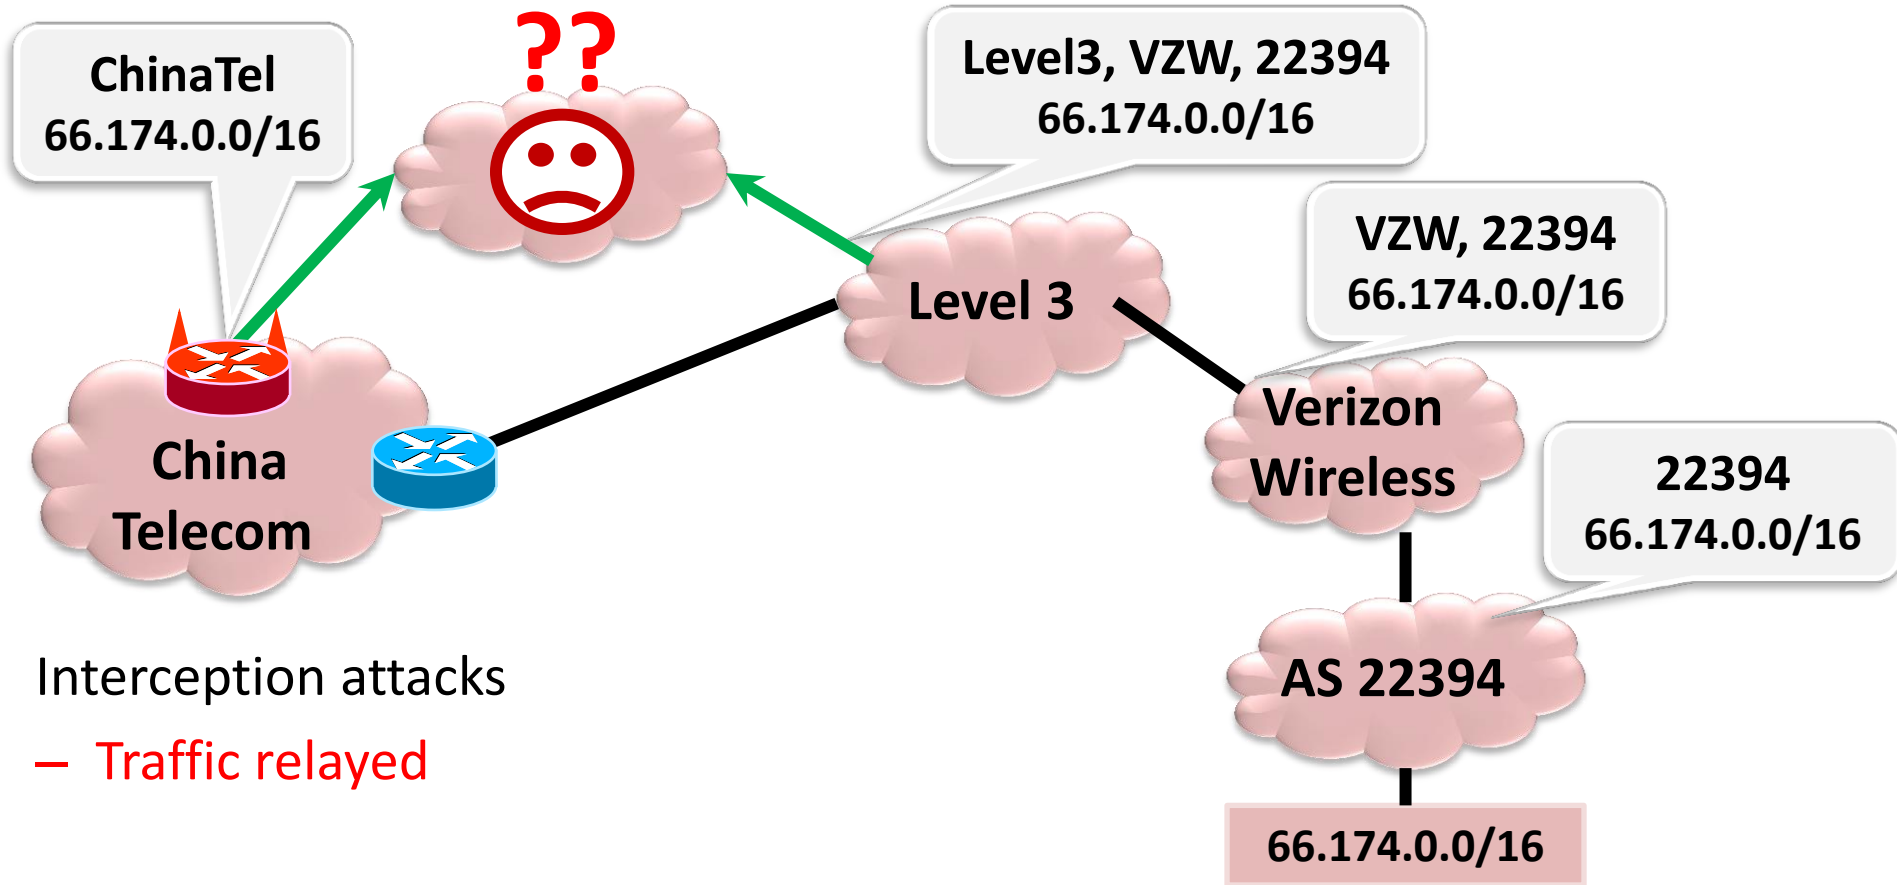 ??
ChinaTel
66.174.0.0/16
Level3, VZW, 22394
66.174.0.0/16
VZW, 22394
66.174.0.0/16
Level 3
Verizon
Wireless
22394
66.174.0.0/16
China
Telecom
AS 22394
66.174.0.0/16
Interception attacks
– Traffic relayed